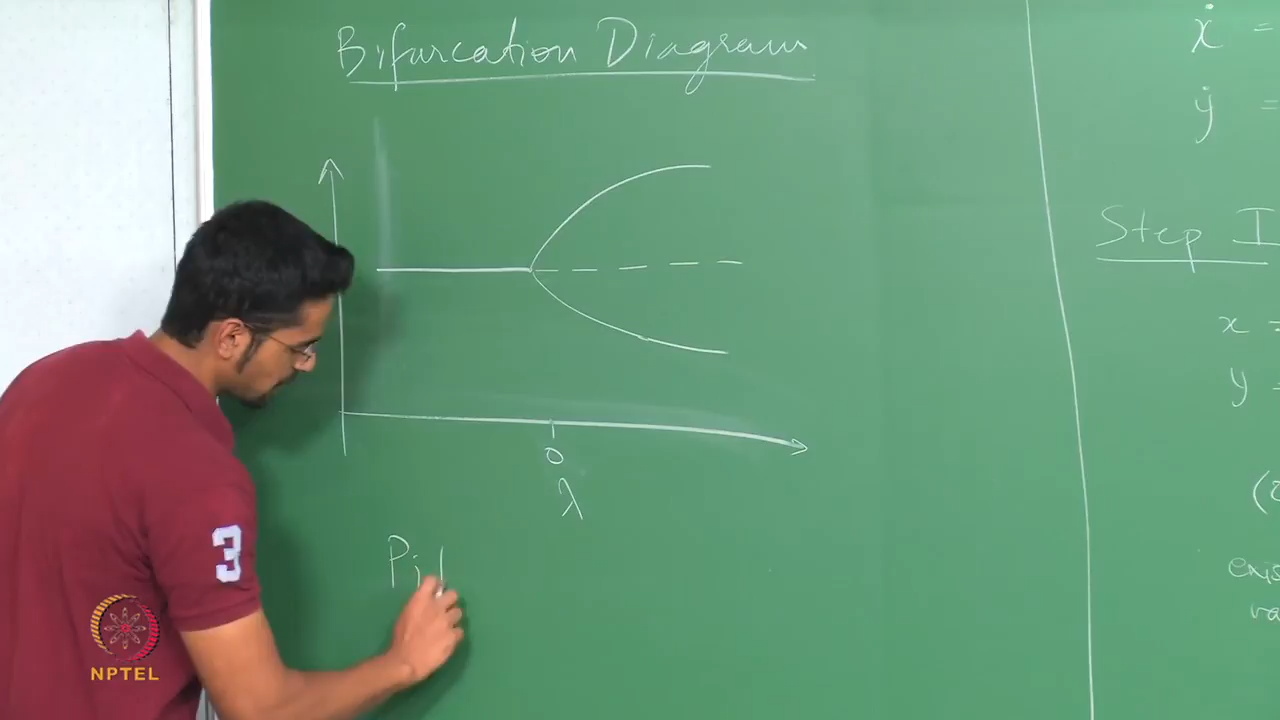 Bifurcation Diagram
0
λ
Pi
ẋ =
ẏ =
Step I
x =
y =
3
NPTEL